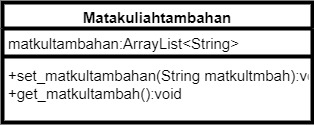 Matakuliahtambahan
matkultambahan:ArrayList<String>
+set_matkultambahan(String matkultmbah):vo
+get_matkultambah():void